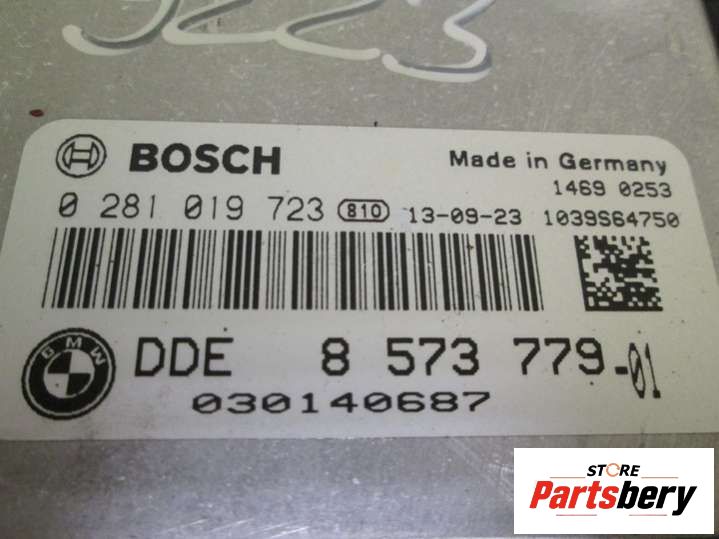 J223
BOSCH
Made in Germany
1469 0253
0 281 019 723 810 13-09-23 1039S64750
BMW
DDE 8 573 779-01
030140687
STORE
Partsbery